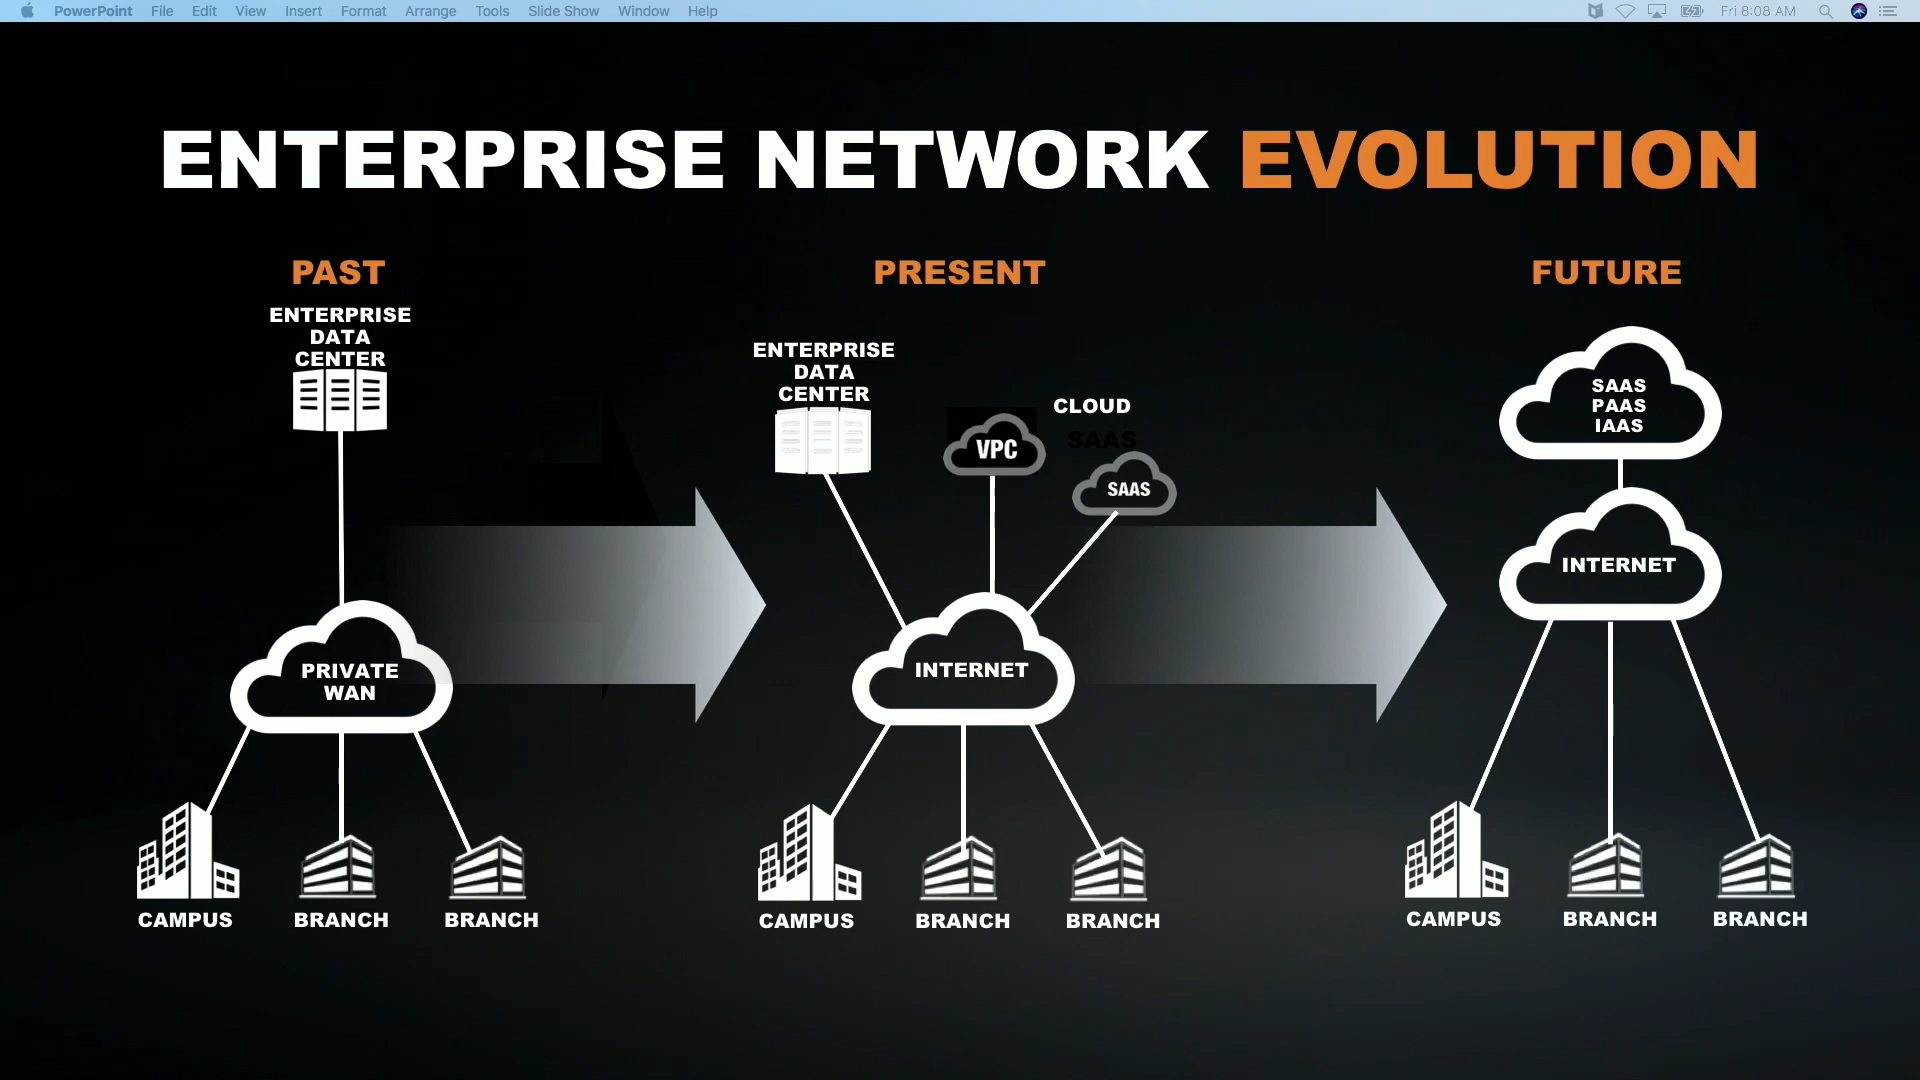 PowerPoint File Edit View Insert Format Arrange Tools Slide Show Window Help Fri 8:08 AM
ENTERPRISE NETWORK EVOLUTION
PAST
ENTERPRISE
DATA
CENTER
PRIVATE
WAN
CAMPUS
BRANCH
BRANCH
PRESENT
ENTERPRISE
DATA
CENTER
CLOUD
SAAS
VPC
SAAS
INTERNET
CAMPUS
BRANCH
BRANCH
FUTURE
SAAS
PAAS
IAAS
INTERNET
CAMPUS
BRANCH
BRANCH